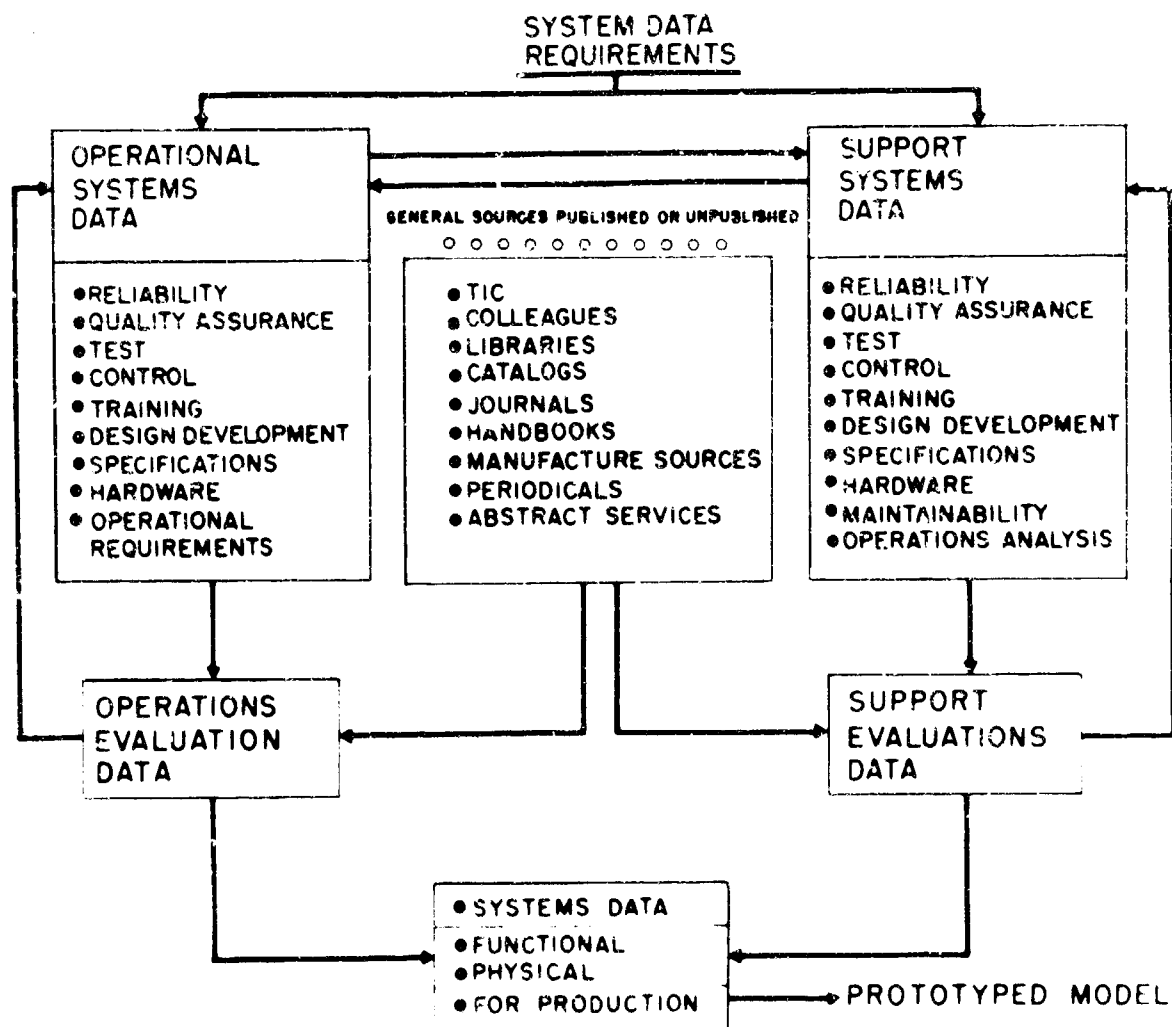 SYSTEM DATA
REQUIREMENTS
OPERATIONAL
SYSTEMS
DATA
SUPPORT
SYSTEMS
DATA
GENERAL SOURCES PUBLISHED OR UNPUBLISHED
●RELIABILITY
●QUALITY ASSURANCE
●TEST
●CONTROL
●TRAINING
●DESIGN DEVELOPMENT
●SPECIFICATIONS
●HARDWARE
●OPERATIONAL
REQUIREMENTS
●TIC
●COLLEAGUES
●LIBRARIES
●CATALOGS
●JOURNALS
●HANDBOOKS
●MANUFACTURE SOURCES
●PERIODICALS
●ABSTRACT SERVICES
●RELIABILITY
●QUALITY ASSURANCE
●TEST
●CONTROL
●TRAINING
●DESIGN DEVELOPMENT
●SPECIFICATIONS
●HARDWARE
●MAINTAINABILITY
●OPERATIONS ANALYSIS
OPERATIONS
EVALUATION
DATA
SUPPORT
EVALUATIONS
DATA
●SYSTEMS DATA
●FUNCTIONAL
●PHYSICAL
●FOR PRODUCTION
PROTOTYPED MODEL